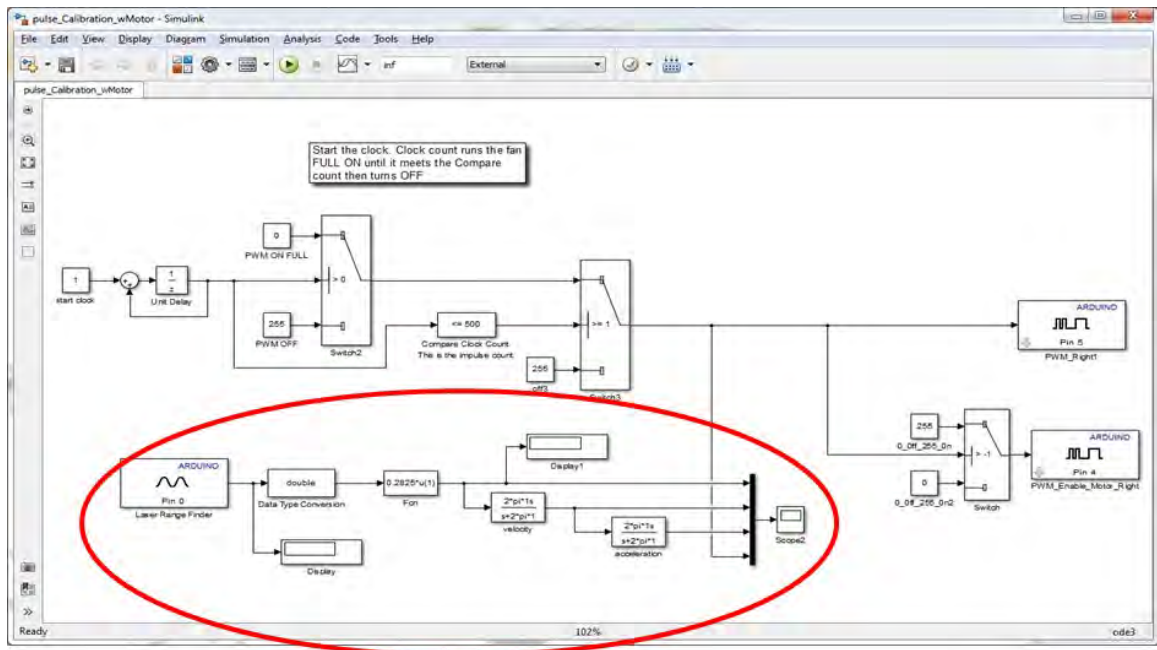 pulse_Calibration_wMotor - Simulink
File Edit View Display Diagram Simulation Analysis Code Tools Help
inf
External
pulse_Calibration_wMotor
Start the clock. Clock count runs the fan
FULL ON until it meets the Compare
count then turns OFF
0
PWM ON FULL
1
start clock
1
z
Unit Delay
> 0
255
PWM OFF
Switch2
<= 500
Compare Clock Count
This is the impulse count
>= 1
255
off3
Switch3
ARDUINO
Pin 5
PWM_Right1
255
0_0ff_255_0n
> -1
0
0_0ff_255_0n2
Switch
ARDUINO
Pin 4
PWM_Enable_Motor_Right
ARDUINO
Pin 0
Laser Range Finder
double
Data Type Conversion
0.2825*u(1)
Fcn
Display1
2*pi*1s
s+2*pi*1
velocity
2*pi*1s
s+2*pi*1
acceleration
Scope2
Display
Ready
102%
ode3